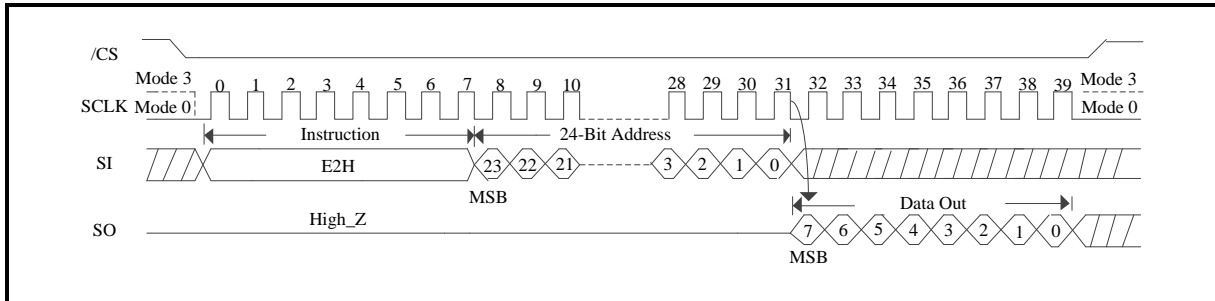 /CS
Mode 3 0 1 2 3 4 5 6 7 8 9 10 28 29 30 31 32 33 34 35 36 37 38 39 Mode 3
SCLK Mode 0 Mode 0
Instruction 24-Bit Address
SI E2H 23 22 21 3 2 1 0
MSB
High_Z Data Out
SO 7 6 5 4 3 2 1 0
MSB